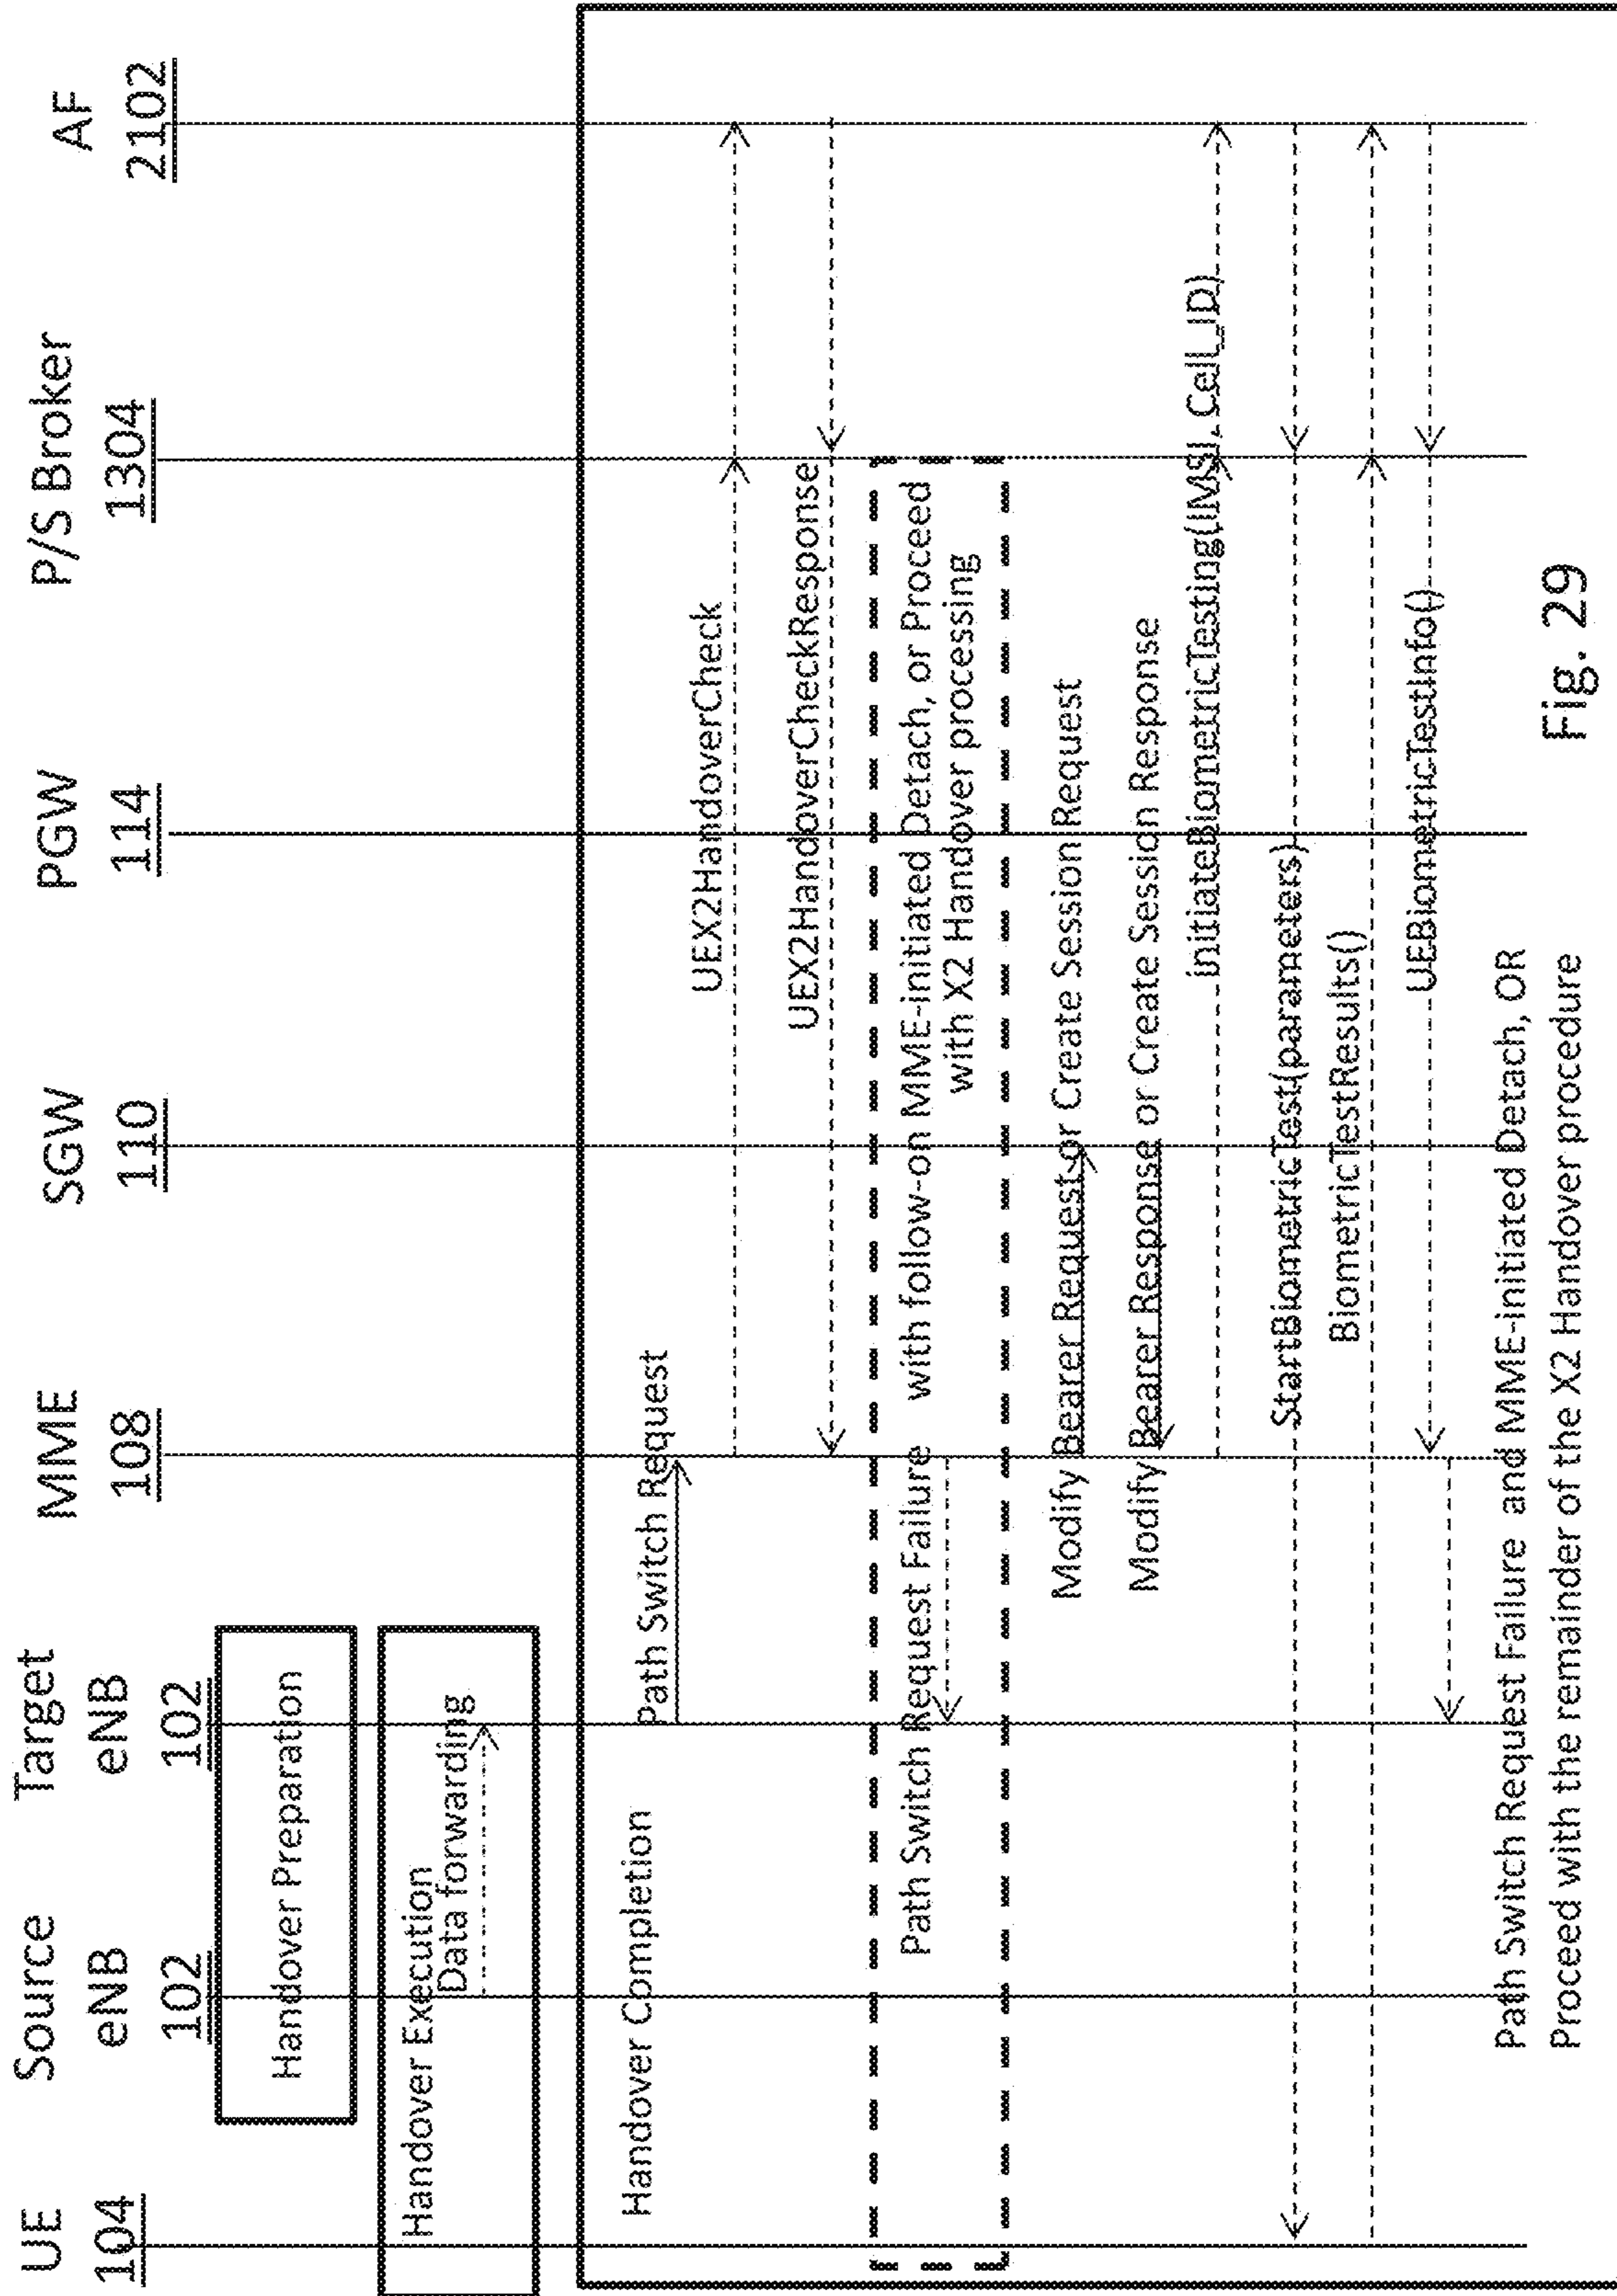 UE
104
Source
eNB
102
Target
eNB
102
MME
108
SGW
110
PGW
114
P/S Broker
1304
AF
2102
Handover Preparation
Handover Execution
Data forwarding
Handover Completion
Path Switch Request
UEX2HandoverCheck
UEX2HandoverCheckResponse
Path Switch Request Failure with follow-on MME-initiated Detach, or Proceed
with X2 Handover processing
Modify Bearer Request or Create Session Request
Modify Bearer Response or Create Session Response
initiateBiometricTesting(IMSI, Cell_ID)
StartBiometricTest(parameters)
BiometricTestResults()
UEBiometricTestInfo()
Path Switch Request Failure and MME-initiated Detach, OR
Proceed with the remainder of the X2 Handover procedure
Fig. 29